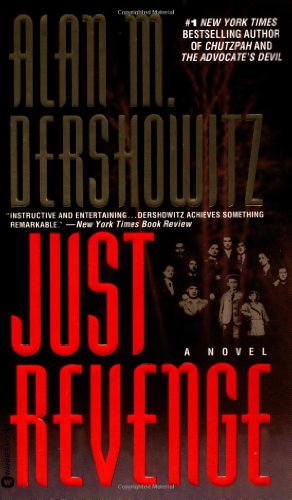 #1 NEW YORK TIMES
BESTSELLING AUTHOR
OF CHUTZPAH AND
THE ADVOCATE'S DEVIL
ALAN M.
DERSHOWITZ
"INSTRUCTIVE AND ENTERTAINING... DERSHOWITZ ACHIEVES SOMETHING
REMARKABLE." —New York Times Book Review
JUST
A NOVEL
REVENGE